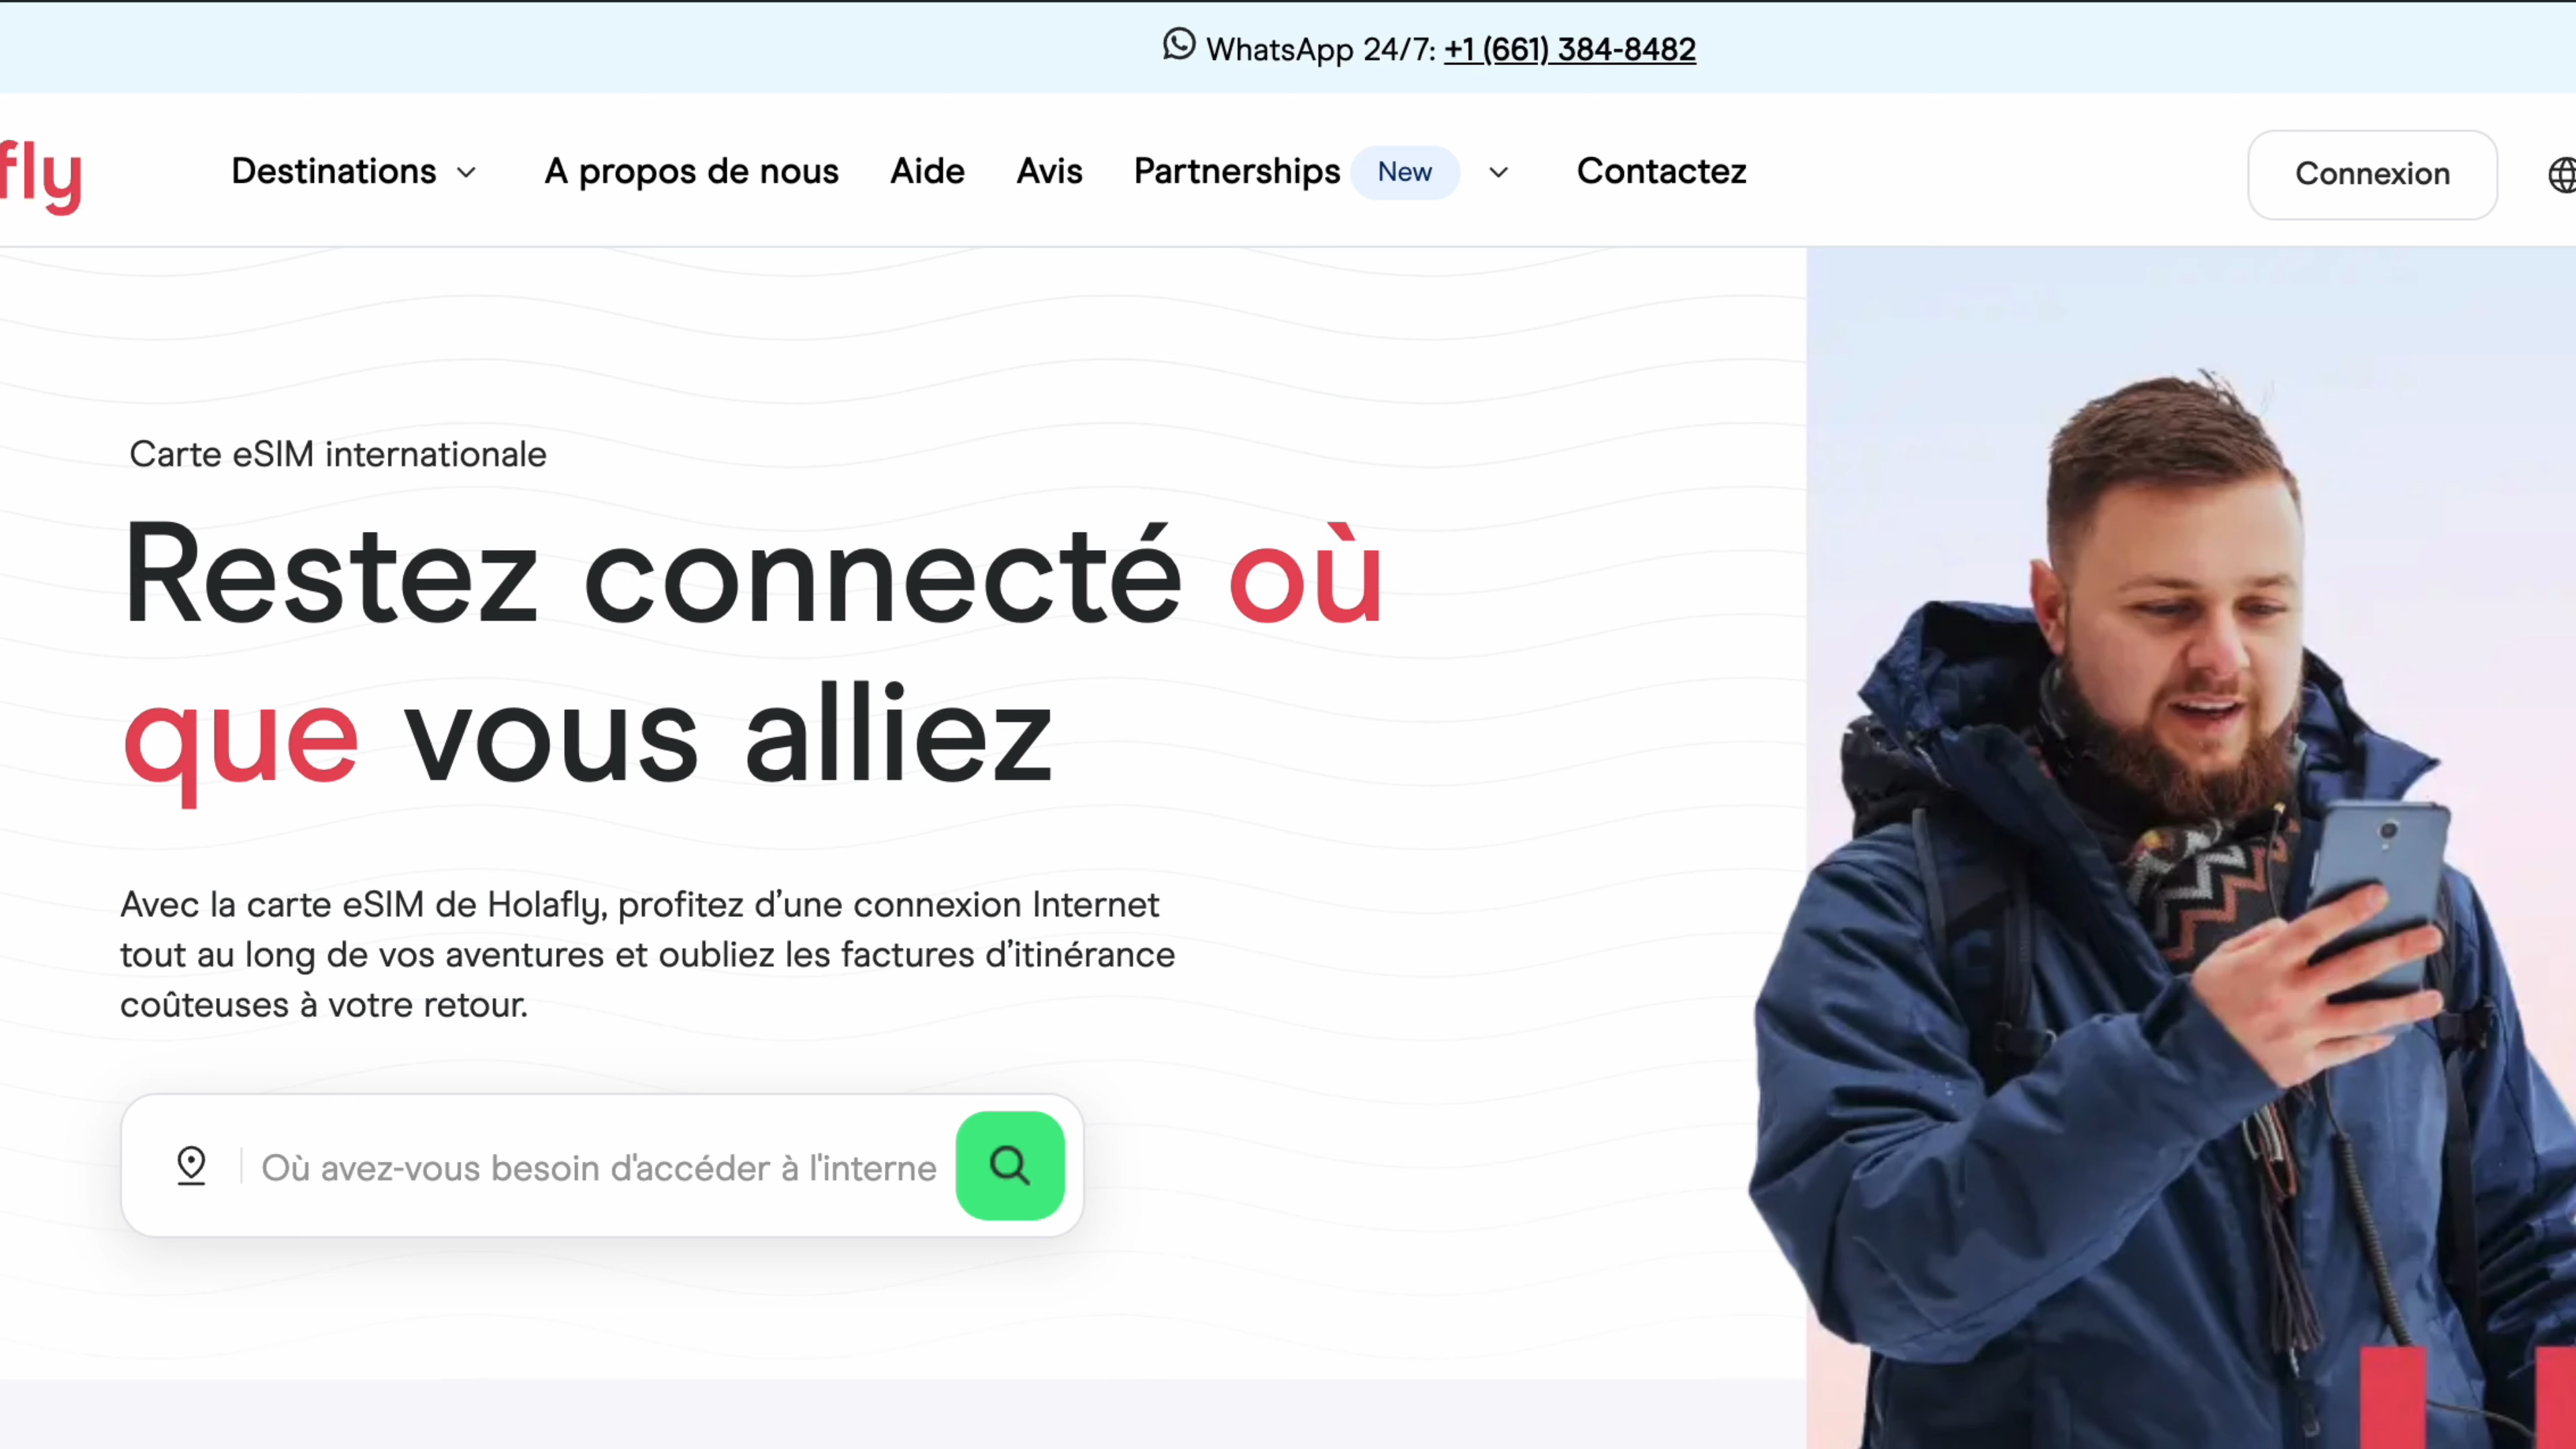 WhatsApp 24/7: +1 (661) 384-8482
fly
Destinations
A propos de nous
Aide
Avis
Partnerships New
Contactez
Connexion
Carte eSIM internationale
Restez connecté où
que vous alliez
Avec la carte eSIM de Holafly, profitez d’une connexion Internet
tout au long de vos aventures et oubliez les factures d’itinérance
coûteuses à votre retour.
Où avez-vous besoin d'accéder à l'interne